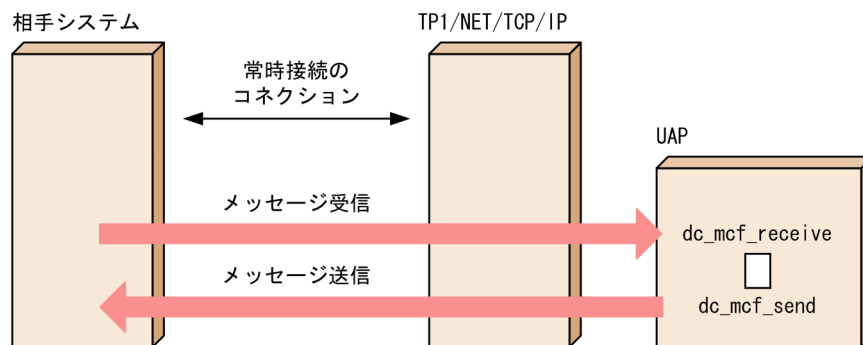 相手システム
TP1/NET/TCP/IP
常時接続の
コネクション
UAP
メッセージ受信
dc_mcf_receive
メッセージ送信
dc_mcf_send